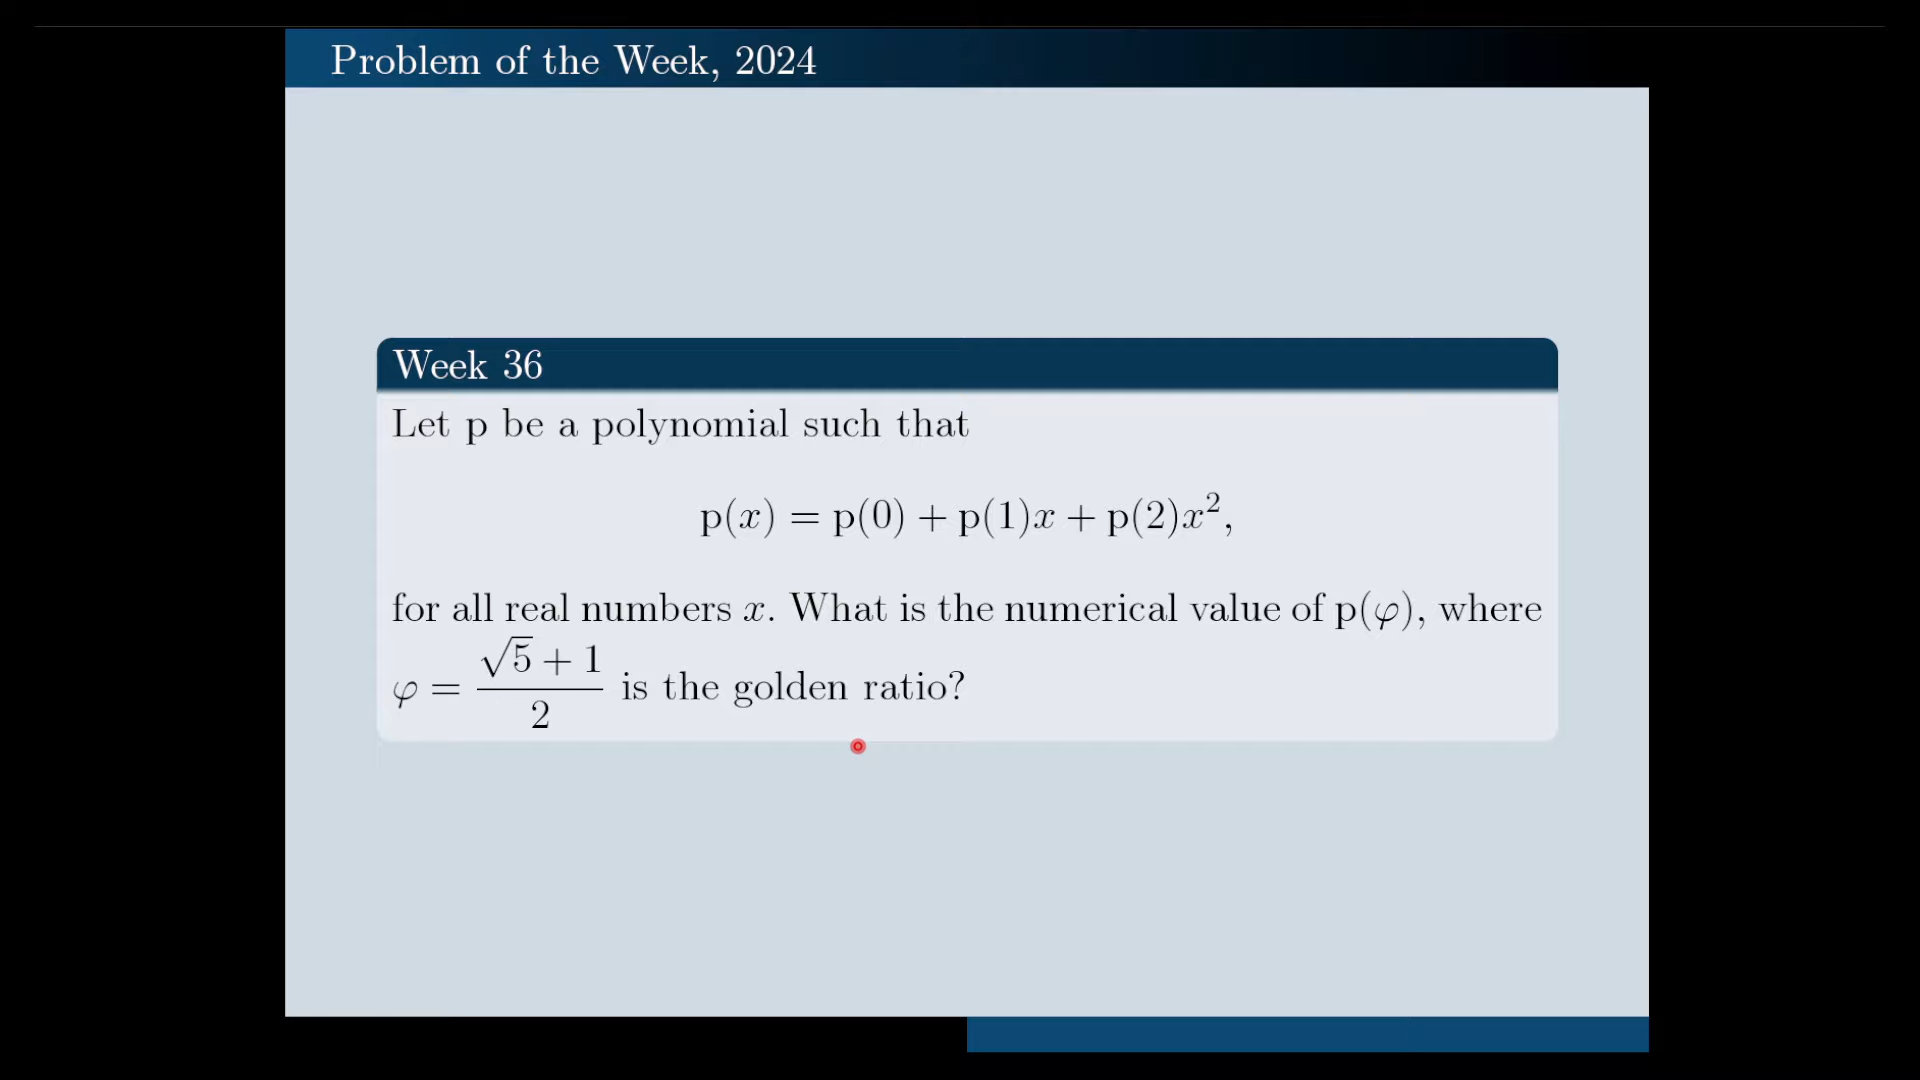 Problem of the Week, 2024
Week 36
Let p be a polynomial such that
p(x) = p(0) + p(1)x + p(2)x²,
for all real numbers x. What is the numerical value of p(φ), where
φ = (√5 + 1)/2 is the golden ratio?